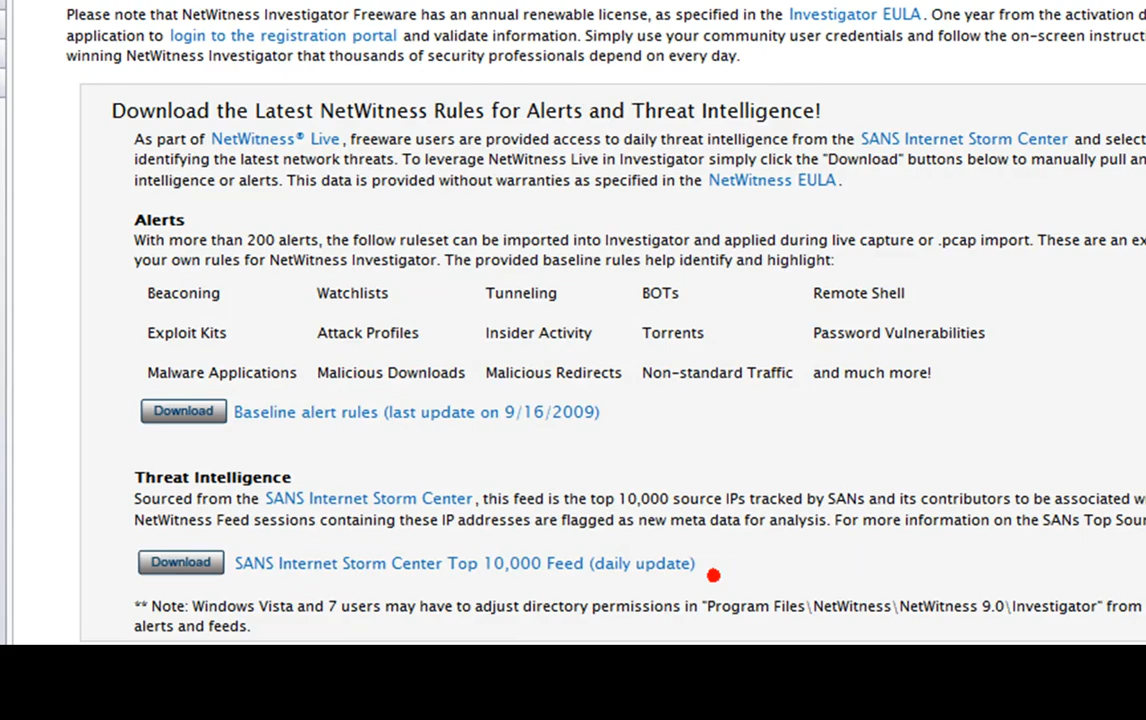 Please note that NetWitness Investigator Freeware has an annual renewable license, as specified in the Investigator EULA. One year from the activation
application to login to the registration portal and validate information. Simply use your community user credentials and follow the on-screen
winning NetWitness Investigator that thousands of security professionals depend on every day.
Download the Latest NetWitness Rules for Alerts and Threat Intelligence!
As part of NetWitness® Live, freeware users are provided access to daily threat intelligence from the SANS Internet Storm Center and select
identifying the latest network threats. To leverage NetWitness Live in Investigator simply click the "Download" buttons below to manually pull
intelligence or alerts. This data is provided without warranties as specified in the NetWitness EULA.
Alerts
With more than 200 alerts, the follow ruleset can be imported into Investigator and applied during live capture or .pcap import. These are an
your own rules for NetWitness Investigator. The provided baseline rules help identify and highlight:
Beaconing Watchlists Tunneling BOTs Remote Shell
Exploit Kits Attack Profiles Insider Activity Torrents Password Vulnerabilities
Malware Applications Malicious Downloads Malicious Redirects Non-standard Traffic and much more!
Download Baseline alert rules (last update on 9/16/2009)
Threat Intelligence
Sourced from the SANS Internet Storm Center, this feed is the top 10,000 source IPs tracked by SANs and its contributors to be associated
NetWitness Feed sessions containing these IP addresses are flagged as new meta data for analysis. For more information on the SANs Top
Download SANS Internet Storm Center Top 10,000 Feed (daily update)
** Note: Windows Vista and 7 users may have to adjust directory permissions in "Program Files\NetWitness\NetWitness 9.0\Investigator" from
alerts and feeds.